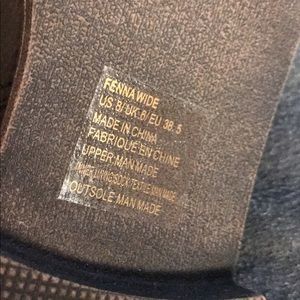 FENNA WIDE
US 8/ UK 6/ EU 38.5
MADE IN CHINA
FABRIQUÉ EN CHINE
UPPER MAN MADE
OUTSOLE MAN MADE